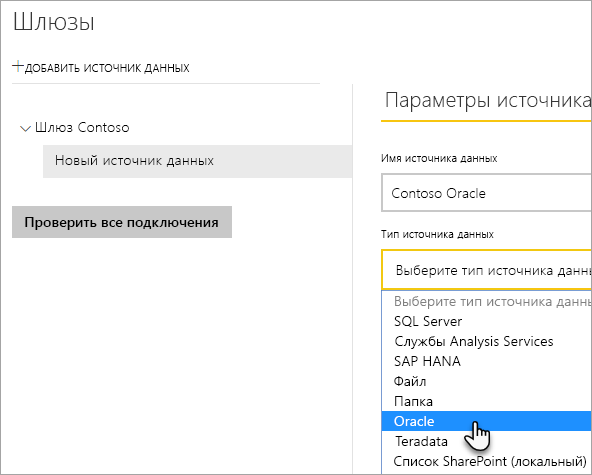 Шлюзы
+ДОБАВИТЬ ИСТОЧНИК ДАННЫХ
Шлюз Contoso
Новый источник данных
Проверить все подключения
Параметры источника
Имя источника данных
Contoso Oracle
Тип источника данных
Выберите тип источника данн
Выберите тип источника данн
SQL Server
Службы Analysis Services
SAP HANA
Файл
Папка
Oracle
Teradata
Список SharePoint (локальный)